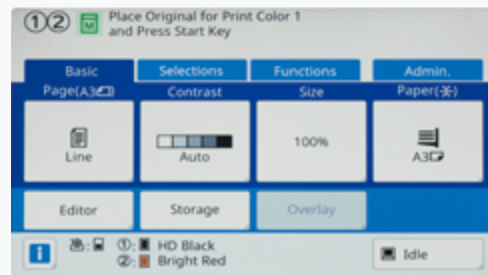 ①② M Place Original for Print Color 1
and Press Start Key
Basic Selections Functions Admin.
Page(A3) Contrast Size Paper(-)
Line Auto 100% A3
Editor Storage Overlay
i ①: HD Black
②: Bright Red
Idle